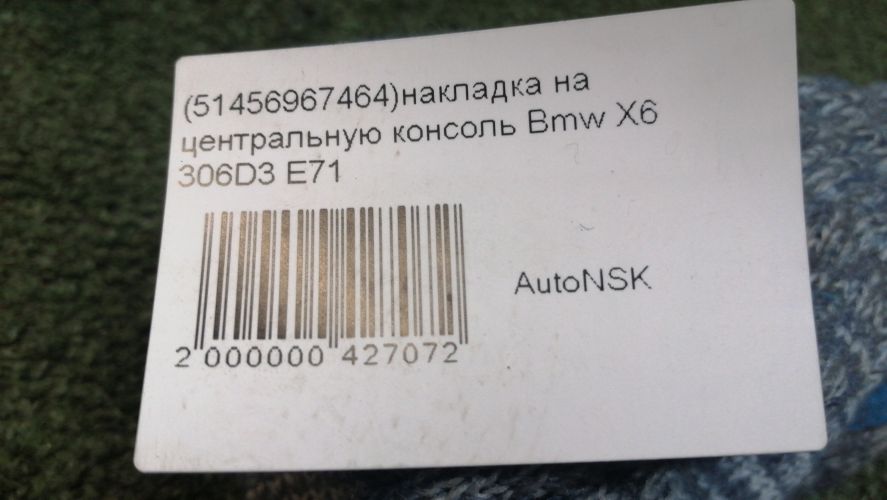 (51456967464)накладка на
центральную консоль Bmw X6
306D3 E71
AutoNSK
2 000000 427072